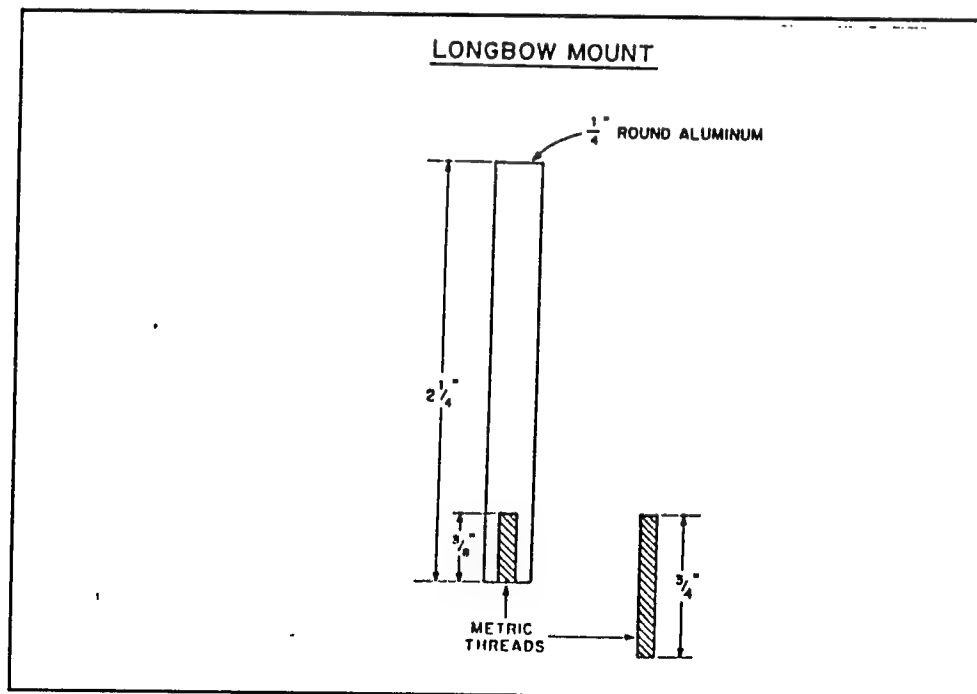 LONGBOW MOUNT
1/4" ROUND ALUMINUM
2 1/4"
3/8"
3/4"
METRIC
THREADS